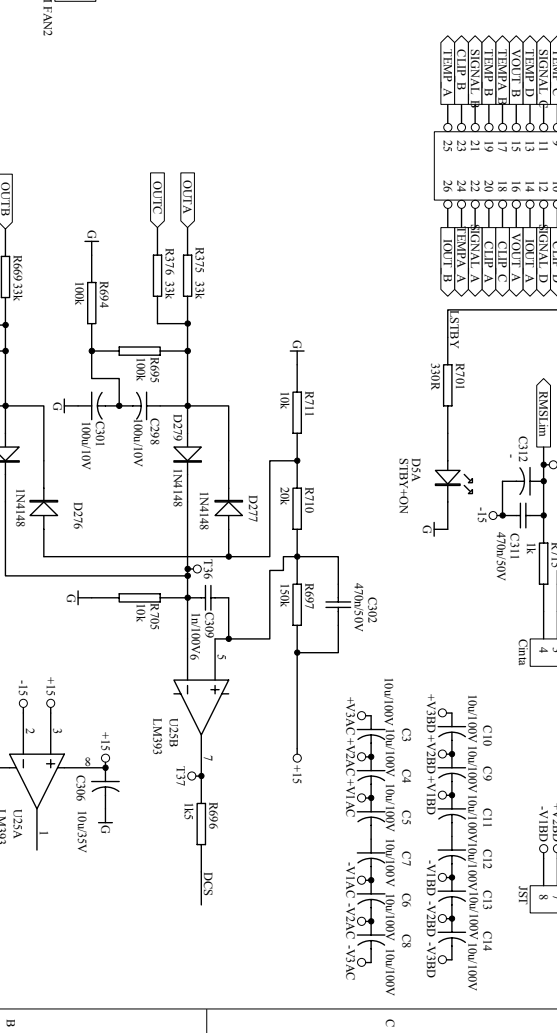 FAN2
TEMP C
SIGNAL C
TEMP D
VOUT B
TEMPA B
TEMP B
SIGNAL B
CLIP B
TEMP A
9
11
13
15
17
19
21
23
25
10
12
14
16
18
20
22
24
26
CLIP D
SIGNAL D
IOUT A
VOUT A
CLIP C
CLIP A
SIGNAL A
TEMPA A
IOUT B
LSTBY
R701
330R
D5A
STBY+ON
G
RMSLim
C312
-15
C311
470n/50V
R713
1k
4
Cinta
OUTA
OUTC
OUTB
R375 33k
R376 33k
R669 33k
G
R694
100k
R695
100k
G
C301
100u/10V
C298
100u/10V
D279
1N4148
D277
1N4148
D276
1N4148
G
R711
10k
R710
20k
R697
150k
C302
470n/50V
+15
T36
C309
1n/100V
6
5
G
R705
10k
U25B
LM393
7
T37
R696
1k5
DCS
+15
-15
3
2
8
+15
C306 10u/35V
G
U25A
LM393
1
C10 C9 C11 C12 C13 C14
10u/100V 10u/100V 10u/100V 10u/100V 10u/100V 10u/100V
+V3BD +V2BD +V1BD -V1BD -V2BD -V3BD
C3 C4 C5 C7 C6 C8
10u/100V 10u/100V 10u/100V 10u/100V 10u/100V 10u/100V
+V3AC +V2AC +V1AC -V1AC -V2AC -V3AC
+V2BD
-V1BD
7
8
JST
B
C